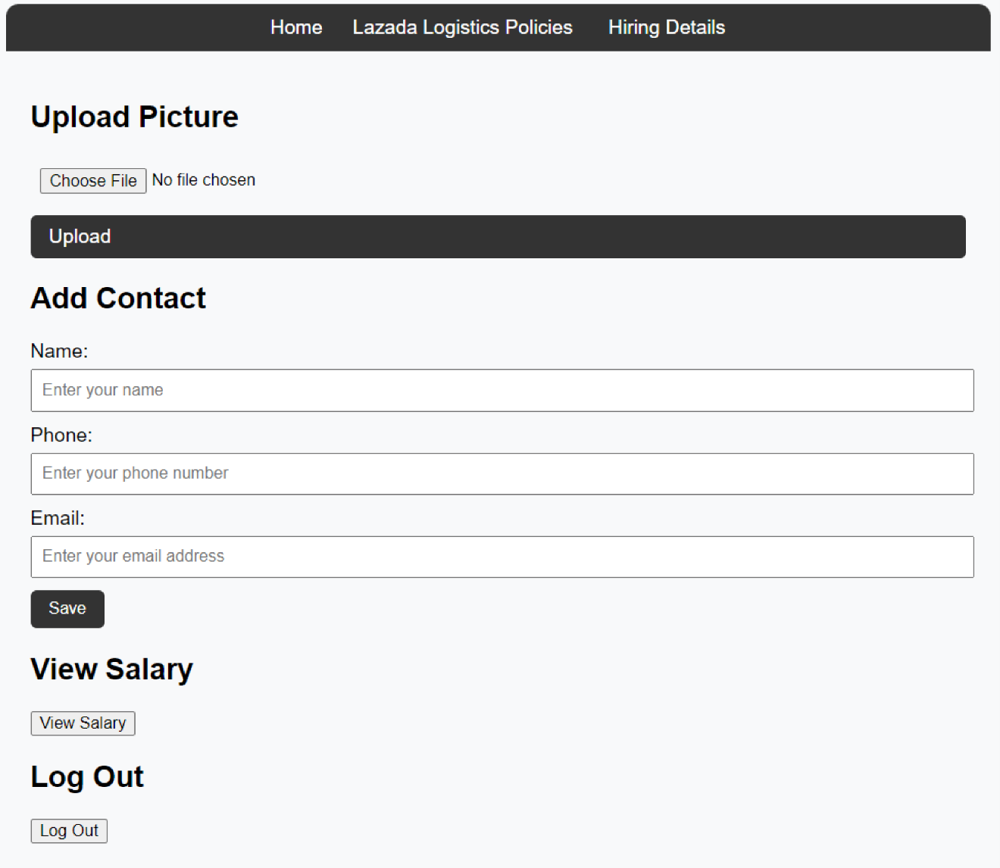 Home Lazada Logistics Policies Hiring Details
Upload Picture
Choose File No file chosen
Upload
Add Contact
Name:
Enter your name
Phone:
Enter your phone number
Email:
Enter your email address
Save
View Salary
View Salary
Log Out
Log Out